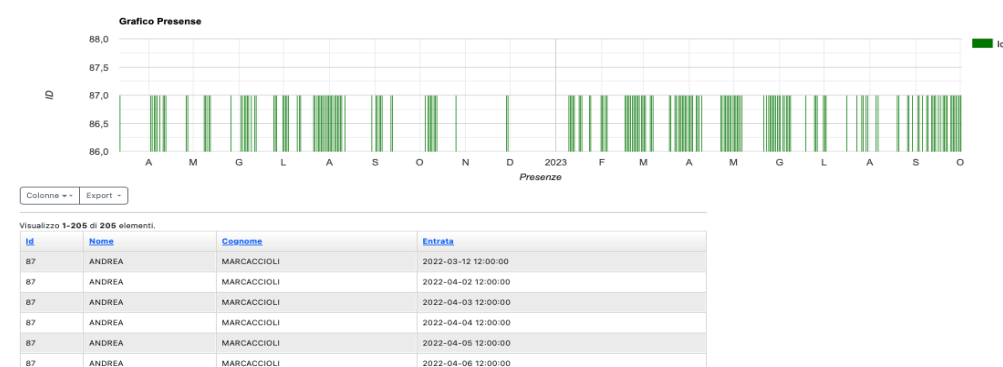 Grafico Presense
88,0
87,5
87,0
86,5
86,0
ID
A M G L A S O N D 2023 F M A M G L A S O
Presenze
Colonne Export
Visualizzo 1-205 di 205 elementi.
Id Nome Cognome Entrata
87 ANDREA MARCACCIOLI 2022-03-12 12:00:00
87 ANDREA MARCACCIOLI 2022-04-02 12:00:00
87 ANDREA MARCACCIOLI 2022-04-03 12:00:00
87 ANDREA MARCACCIOLI 2022-04-04 12:00:00
87 ANDREA MARCACCIOLI 2022-04-05 12:00:00
87 ANDREA MARCACCIOLI 2022-04-06 12:00:00